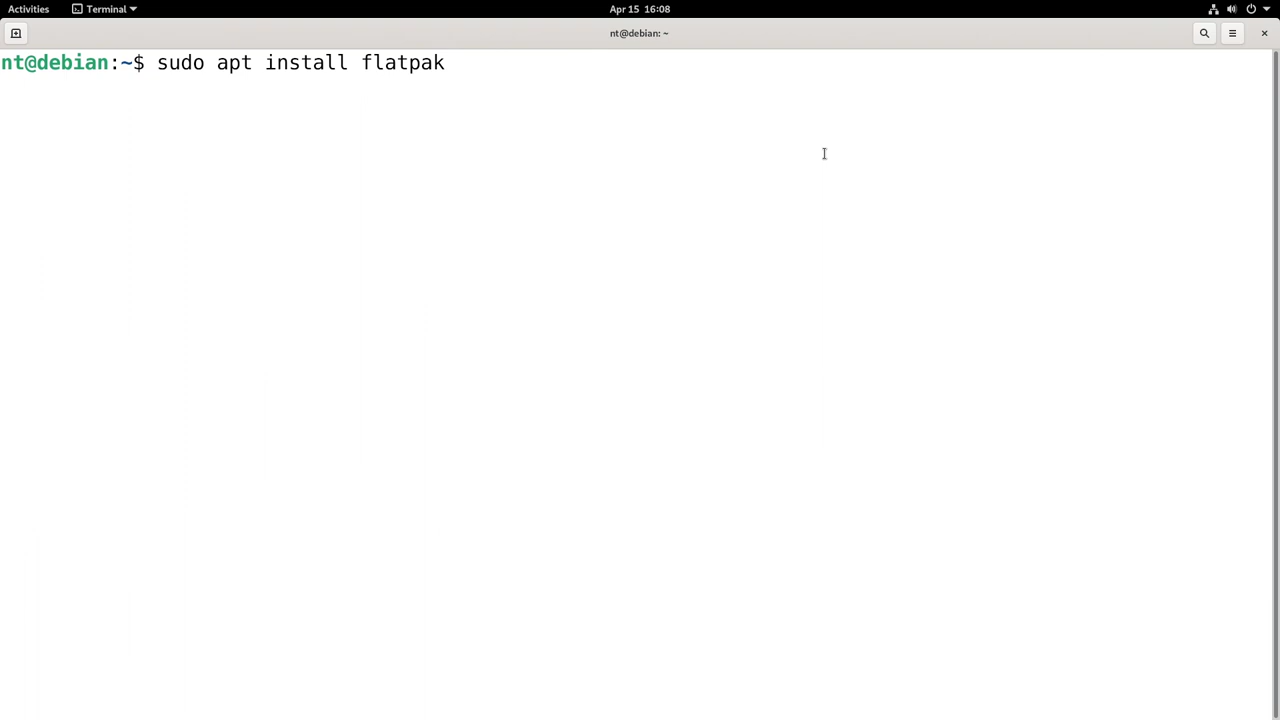 Activities Terminal Apr 15 16:08
nt@debian: ~
nt@debian:~$ sudo apt install flatpak